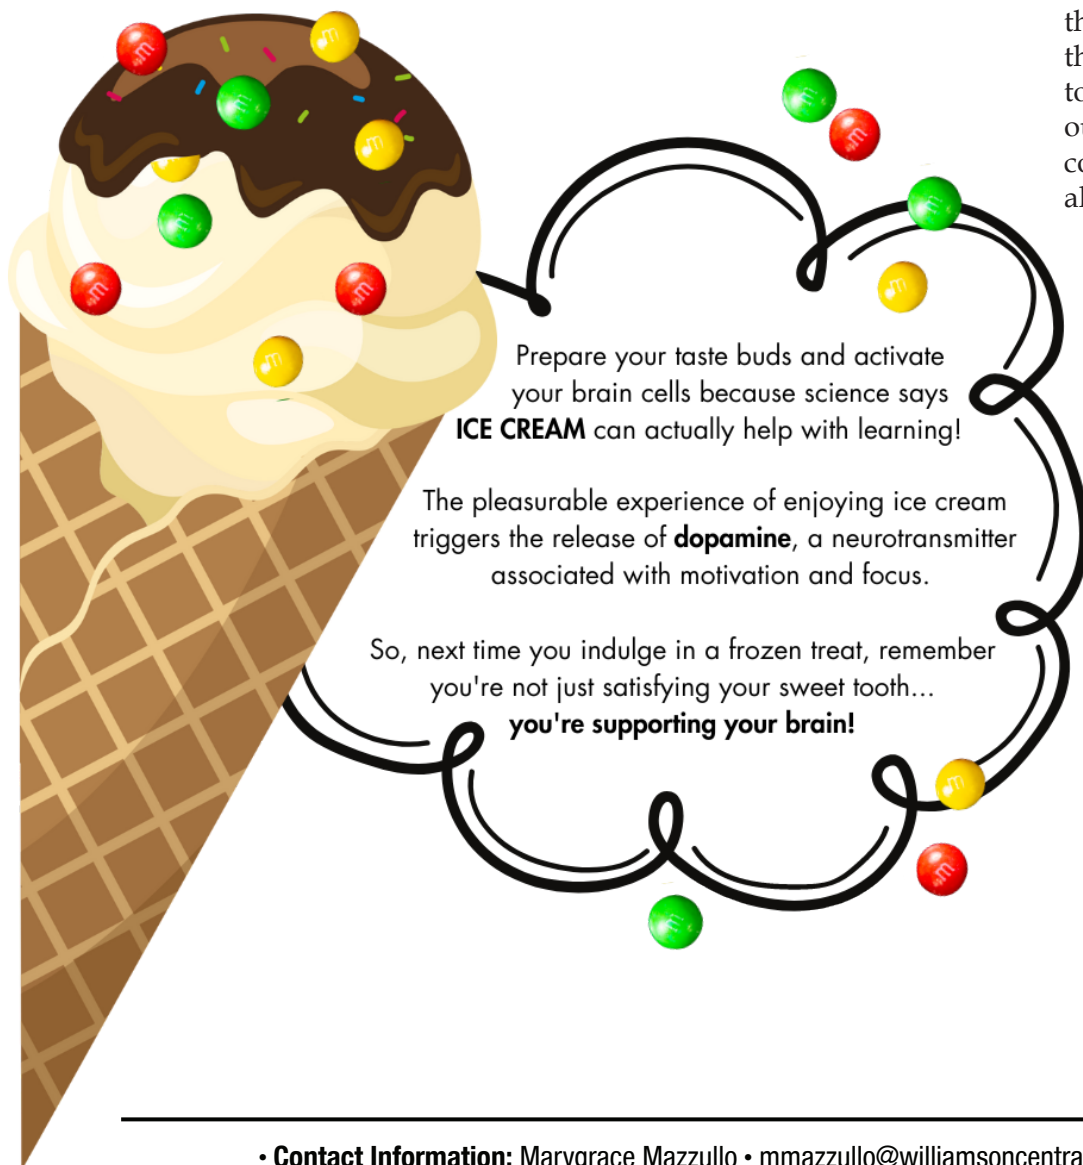 Prepare your taste buds and activate
your brain cells because science says
ICE CREAM can actually help with learning!
The pleasurable experience of enjoying ice cream
triggers the release of dopamine, a neurotransmitter
associated with motivation and focus.
So, next time you indulge in a frozen treat, remember
you're not just satisfying your sweet tooth...
you're supporting your brain!
• Contact Information: Marygrace Mazzullo • mmazzullo@williamsoncentra